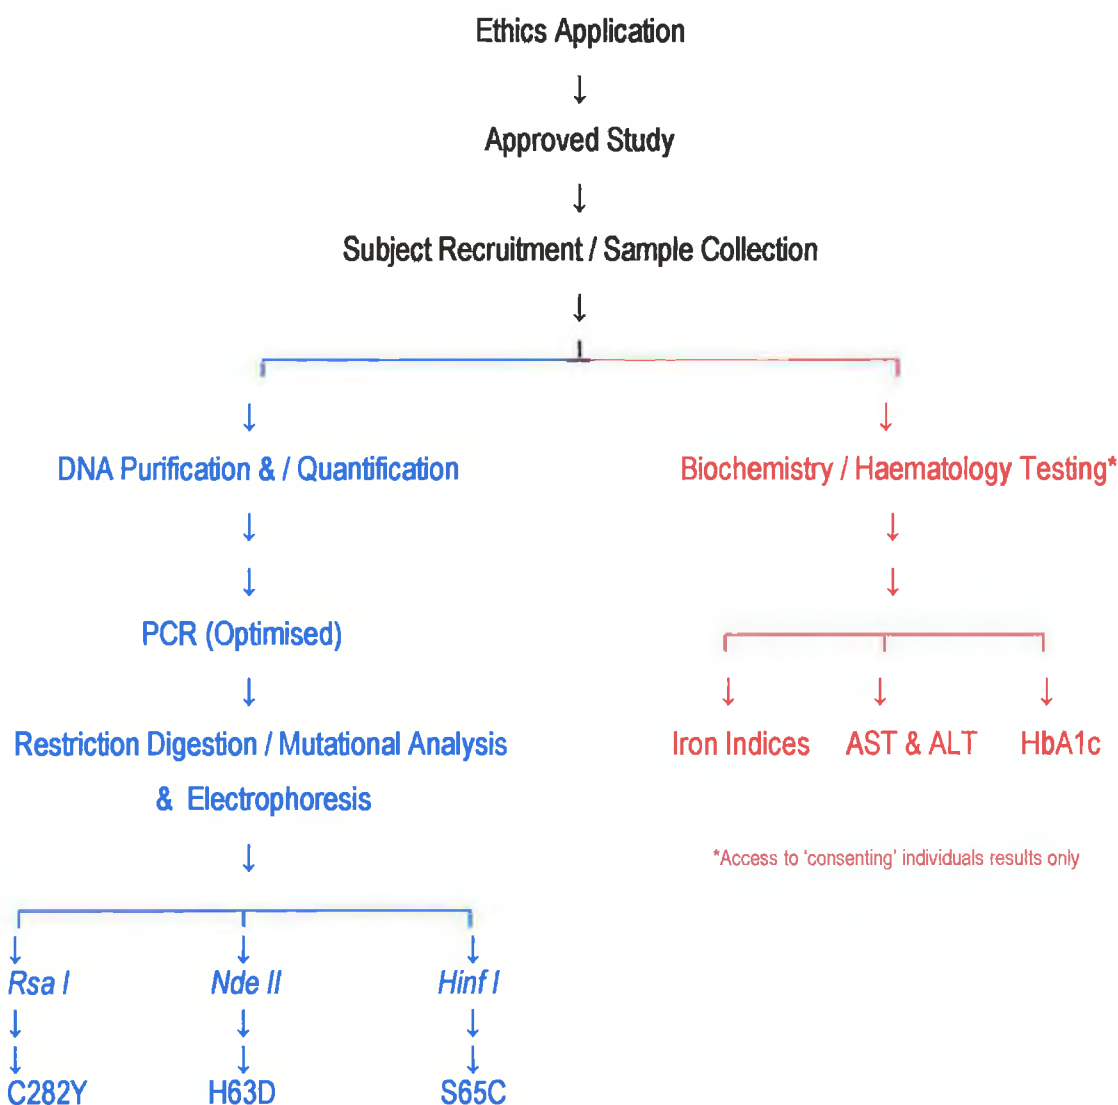 Ethics Application
↓
Approved Study
↓
Subject Recruitment / Sample Collection
↓
↓ ↓
DNA Purification & / Quantification Biochemistry / Haematology Testing*
↓ ↓
↓ ↓
PCR (Optimised)
↓ ↓ ↓ ↓
Restriction Digestion / Mutational Analysis Iron Indices AST & ALT HbA1c
& Electrophoresis
↓
*Access to 'consenting' individuals results only
↓ ↓ ↓
Rsa I Nde II Hinf I
↓ ↓ ↓
↓ ↓ ↓
C282Y H63D S65C